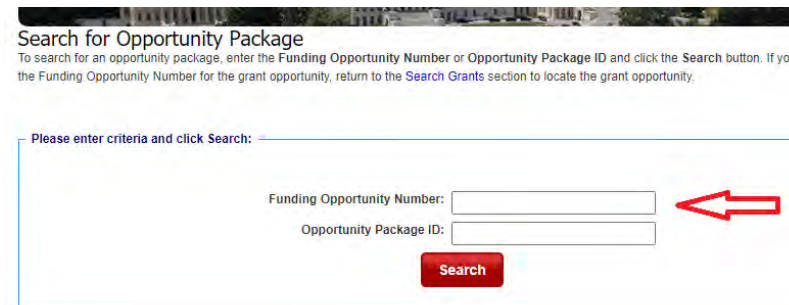 Search for Opportunity Package
To search for an opportunity package, enter the Funding Opportunity Number or Opportunity Package ID and click the Search button. If yo
the Funding Opportunity Number for the grant opportunity, return to the Search Grants section to locate the grant opportunity.
Please enter criteria and click Search:
Funding Opportunity Number:
Opportunity Package ID:
Search